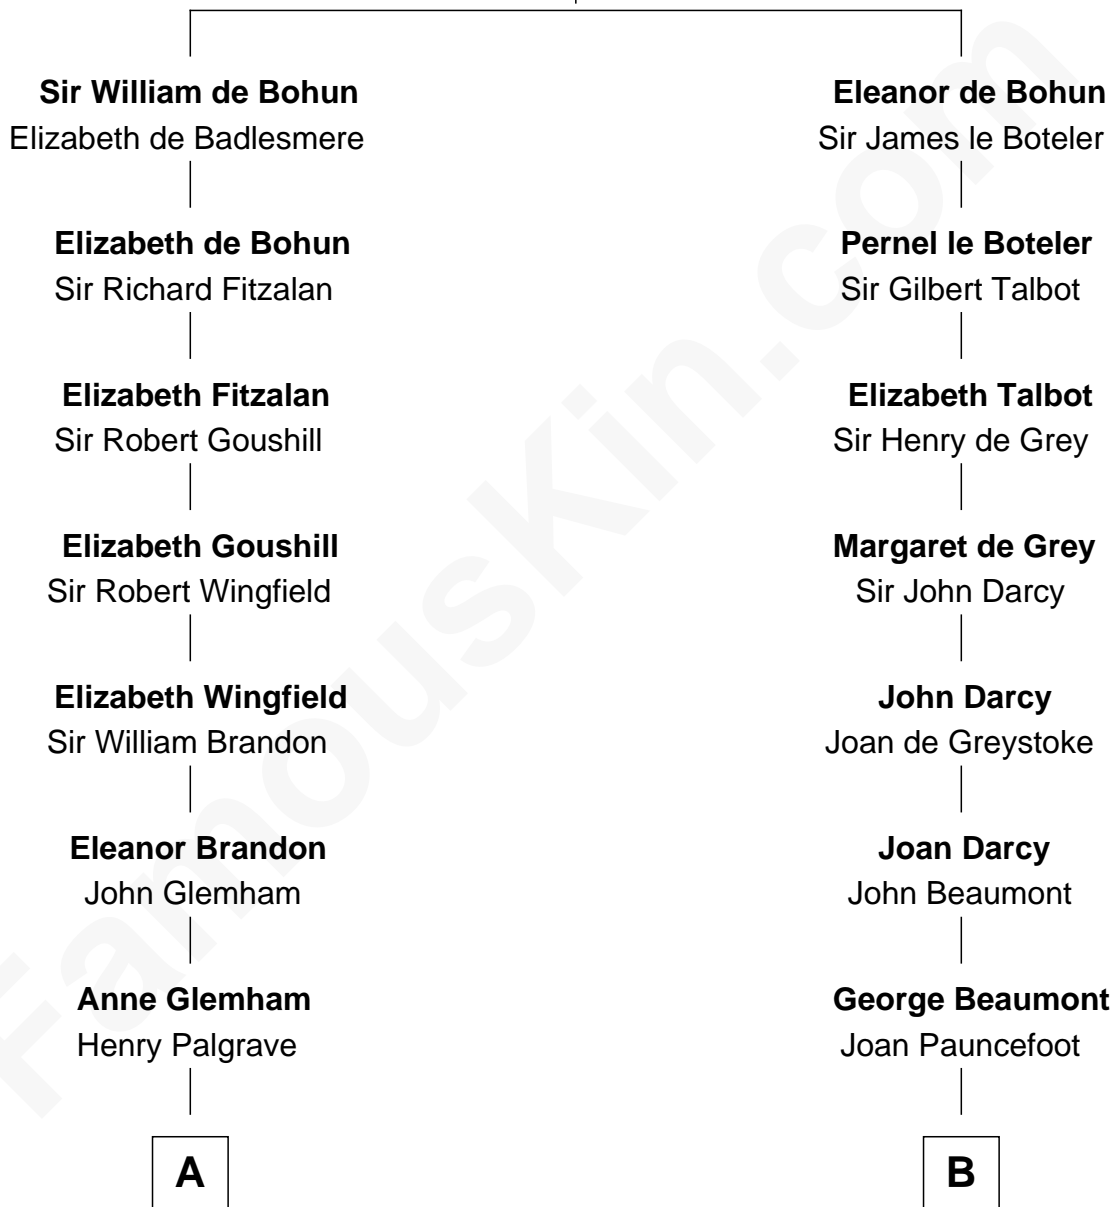 Sir William de Bohun
Elizabeth de Badlesmere
Elizabeth de Bohun
Sir Richard Fitzalan
Elizabeth Fitzalan
Sir Robert Goushill
Elizabeth Goushill
Sir Robert Wingfield
Elizabeth Wingfield
Sir William Brandon
Eleanor Brandon
John Glemham
Anne Glemham
Henry Palgrave
A
Eleanor de Bohun
Sir James le Boteler
Pernel le Boteler
Sir Gilbert Talbot
Elizabeth Talbot
Sir Henry de Grey
Margaret de Grey
Sir John Darcy
John Darcy
Joan de Greystoke
Joan Darcy
John Beaumont
George Beaumont
Joan Pauncefoot
B
FamousKin.com